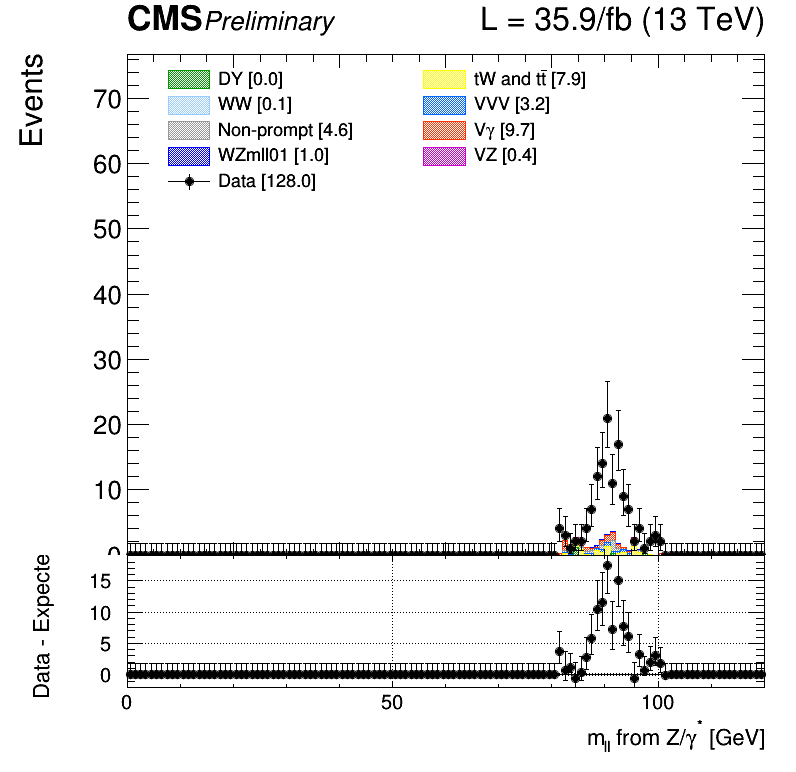 CMS Preliminary L = 35.9/fb (13 TeV)
Events
DY [0.0] tW and tt̄ [7.9]
WW [0.1] VVV [3.2]
Non-prompt [4.6] Vγ [9.7]
WZmll01 [1.0] VZ [0.4]
Data [128.0]
70
60
50
40
30
20
10
0
Data - Expecte
15
10
5
0
0 50 100
m_ll from Z/γ* [GeV]